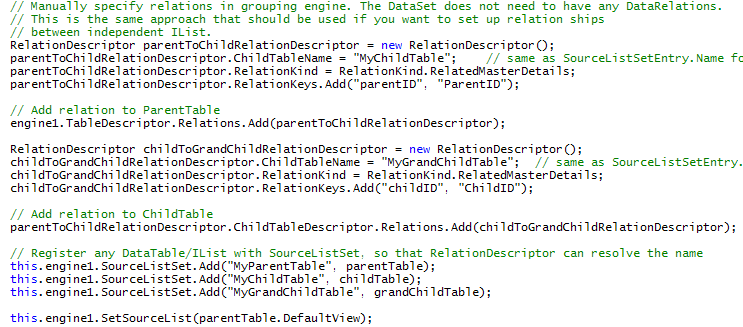 // Manually specify relations in grouping engine. The DataSet does not need to have any DataRelations.
// This is the same approach that should be used if you want to set up relation ships
// between independent IList.
RelationDescriptor parentToChildRelationDescriptor = new RelationDescriptor();
parentToChildRelationDescriptor.ChildTableName = "MyChildTable";    // same as SourceListSetEntry.Name fo
parentToChildRelationDescriptor.RelationKind = RelationKind.RelatedMasterDetails;
parentToChildRelationDescriptor.RelationKeys.Add("parentID", "ParentID");
// Add relation to ParentTable
engine1.TableDescriptor.Relations.Add(parentToChildRelationDescriptor);
RelationDescriptor childToGrandChildRelationDescriptor = new RelationDescriptor();
childToGrandChildRelationDescriptor.ChildTableName = "MyGrandChildTable";  // same as SourceListSetEntry.
childToGrandChildRelationDescriptor.RelationKind = RelationKind.RelatedMasterDetails;
childToGrandChildRelationDescriptor.RelationKeys.Add("childID", "ChildID");
// Add relation to ChildTable
parentToChildRelationDescriptor.ChildTableDescriptor.Relations.Add(childToGrandChildRelationDescriptor);
// Register any DataTable/IList with SourceListSet, so that RelationDescriptor can resolve the name
this.engine1.SourceListSet.Add("MyParentTable", parentTable);
this.engine1.SourceListSet.Add("MyChildTable", childTable);
this.engine1.SourceListSet.Add("MyGrandChildTable", grandChildTable);
this.engine1.SetSourceList(parentTable.DefaultView);